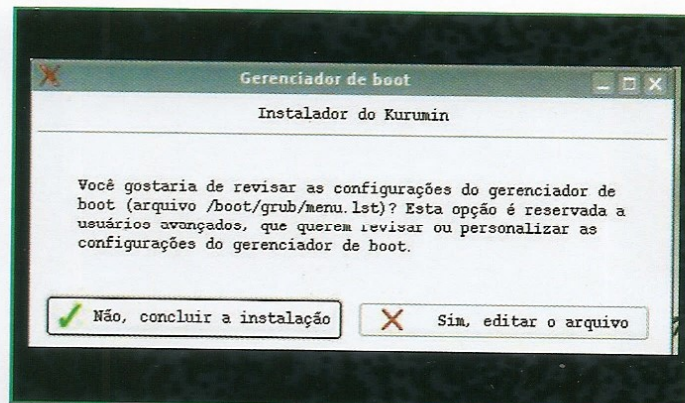 Gerenciador de boot
Instalador do Kurumin
Você gostaria de revisar as configurações do gerenciador de
boot (arquivo /boot/grub/menu.lst)? Esta opção é reservada a
usuários avançados, que querem revisar ou personalizar as
configurações do gerenciador de boot.
Não, concluir a instalação
Sim, editar o arquivo